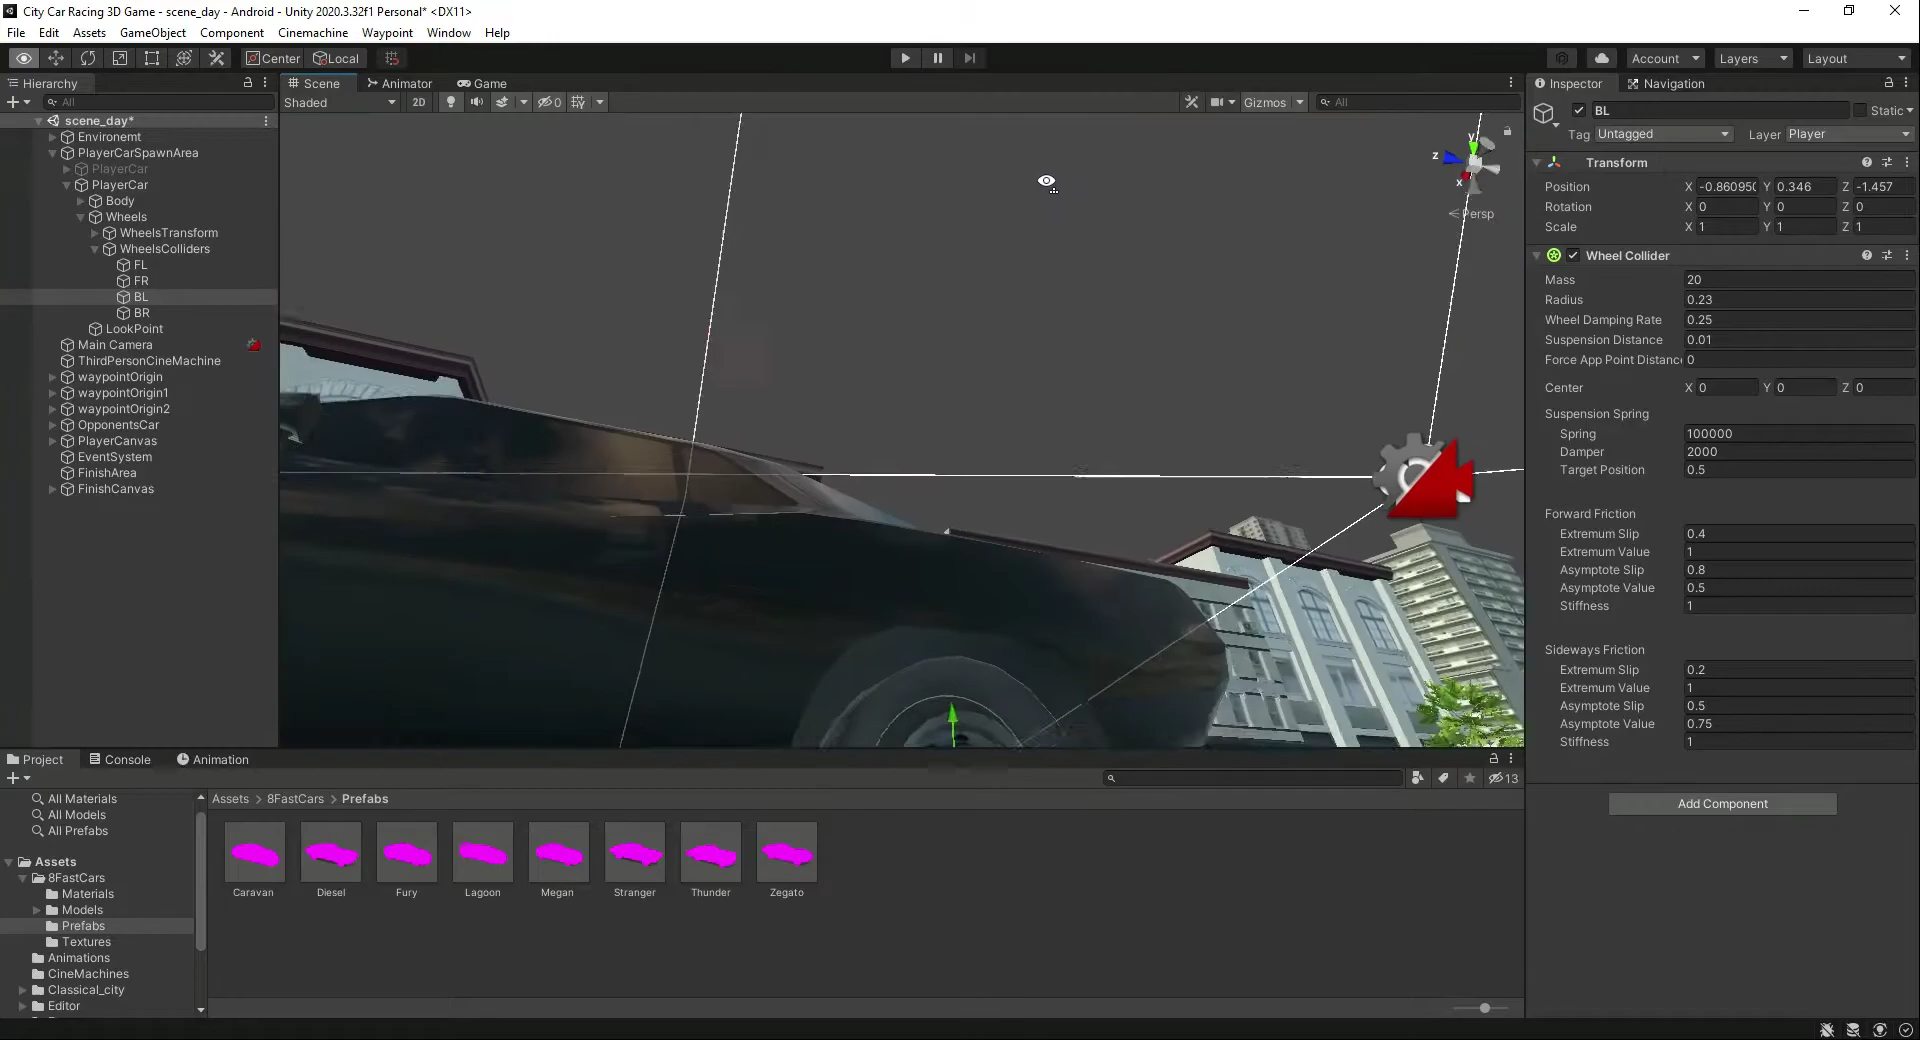 City Car Racing 3D Game - scene_day - Android - Unity 2020.3.32f1 Personal* <DX11>
File Edit Assets GameObject Component Cinemachine Waypoint Window Help
Center Local Account Layers Layout
Hierarchy
All
scene_day*
Environemt
PlayerCarSpawnArea
PlayerCar
PlayerCar
Body
Wheels
WheelsTransform
WheelsColliders
FL
FR
BL
BR
LookPoint
Main Camera
ThirdPersonCineMachine
waypointOrigin
waypointOrigin1
waypointOrigin2
OpponentsCar
PlayerCanvas
EventSystem
FinishArea
FinishCanvas
Scene Animator Game
Shaded 2D 0 Gizmos All
y
z
x
Persp
Inspector Navigation
BL Static
Tag Untagged Layer Player
Transform
Position X -0.860950 Y 0.346 Z -1.457
Rotation X 0 Y 0 Z 0
Scale X 1 Y 1 Z 1
Wheel Collider
Mass 20
Radius 0.23
Wheel Damping Rate 0.25
Suspension Distance 0.01
Force App Point Distanc 0
Center X 0 Y 0 Z 0
Suspension Spring
Spring 100000
Damper 2000
Target Position 0.5
Forward Friction
Extremum Slip 0.4
Extremum Value 1
Asymptote Slip 0.8
Asymptote Value 0.5
Stiffness 1
Sideways Friction
Extremum Slip 0.2
Extremum Value 1
Asymptote Slip 0.5
Asymptote Value 0.75
Stiffness 1
Add Component
Project Console Animation
13
All Materials
All Models
All Prefabs
Assets
8FastCars
Materials
Models
Prefabs
Textures
Animations
CineMachines
Classical_city
Editor
Assets > 8FastCars > Prefabs
Caravan Diesel Fury Lagoon Megan Stranger Thunder Zegato